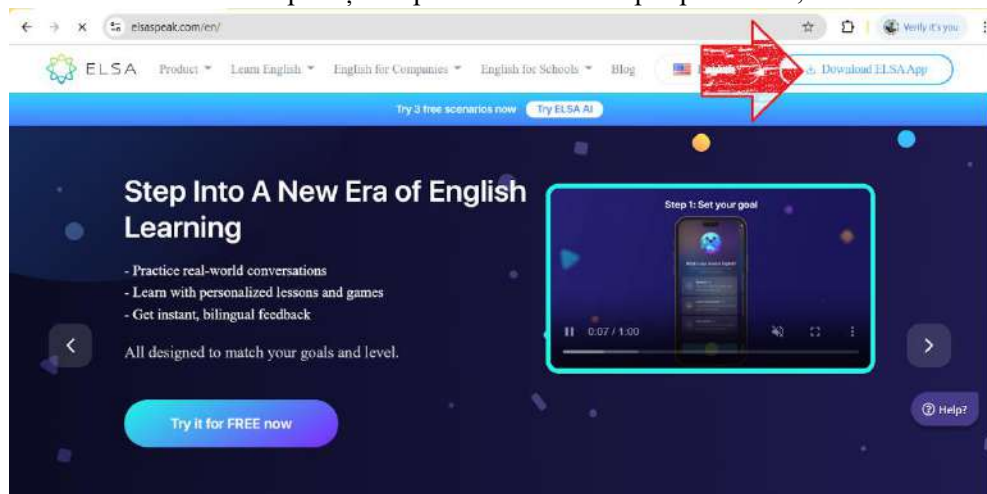 elsaspeak.com/en/
Verify it's you
ELSA
Product
Learn English
English for Companies
English for Schools
Blog
Download ELSA App
Try 3 free scenarios now
Try ELSA AI
Step Into A New Era of English
Learning
- Practice real-world conversations
- Learn with personalized lessons and games
- Get instant, bilingual feedback
All designed to match your goals and level.
Try it for FREE now
Step 1: Set your goal
0:07 / 1:00
Help?